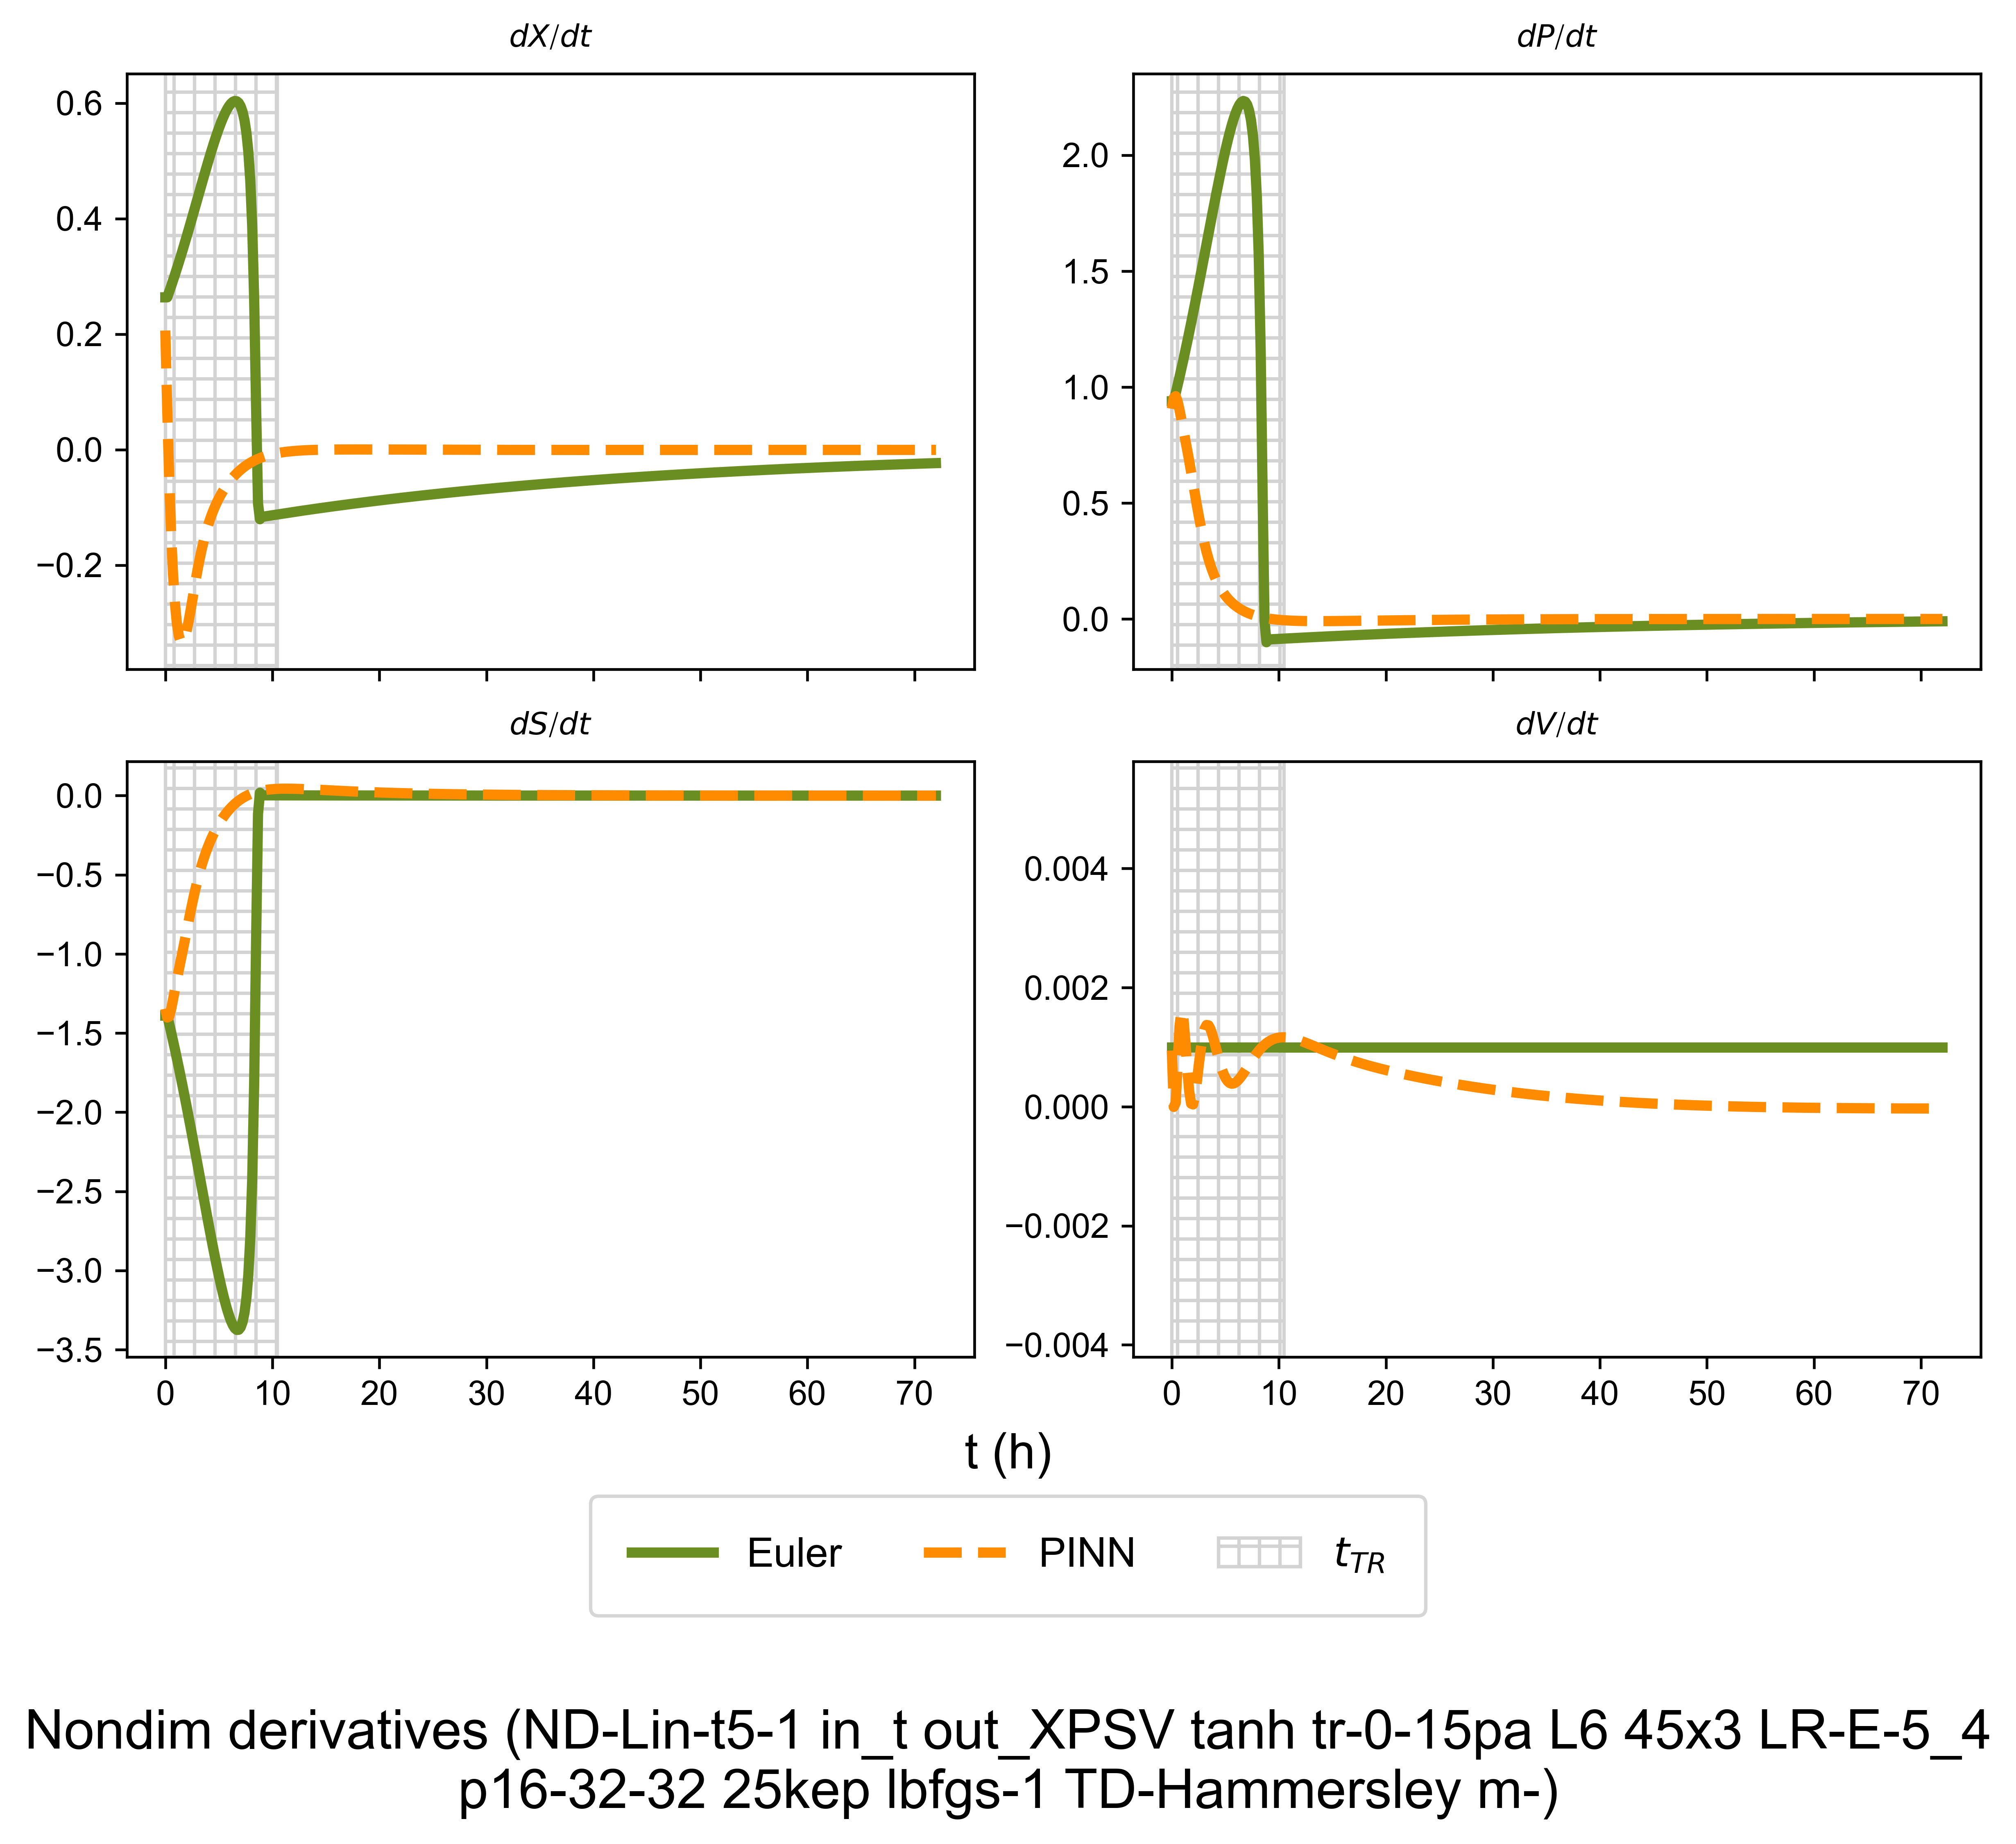 dX/dt
dP/dt
0.6
0.4
0.2
0.0
−0.2
2.0
1.5
1.0
0.5
0.0
dS/dt
dV/dt
0.0
−0.5
−1.0
−1.5
−2.0
−2.5
−3.0
−3.5
0.004
0.002
0.000
−0.002
−0.004
0 10 20 30 40 50 60 70
0 10 20 30 40 50 60 70
t (h)
Euler PINN t_TR
Nondim derivatives (ND-Lin-t5-1 in_t out_XPSV tanh tr-0-15pa L6 45x3 LR-E-5_4
p16-32-32 25kep lbfgs-1 TD-Hammersley m-)